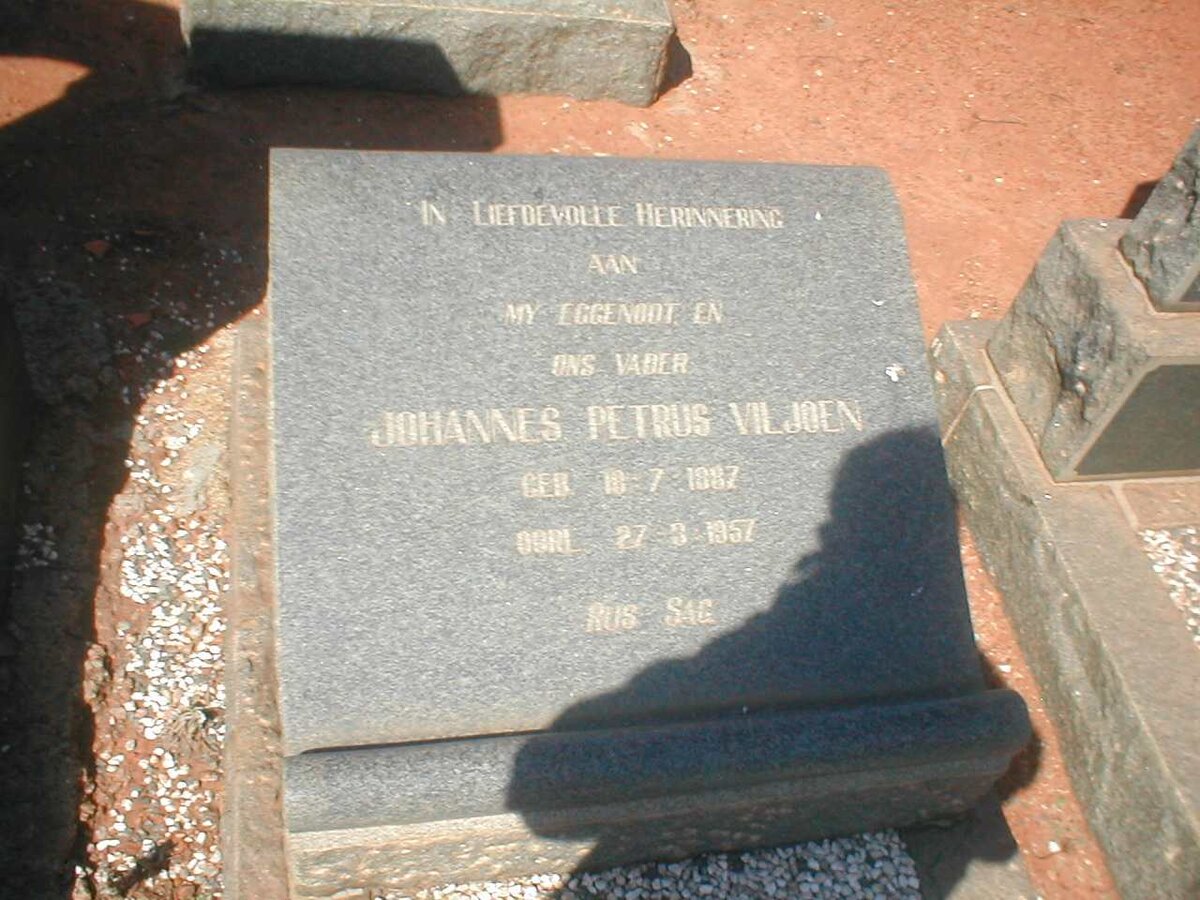 IN LIEFDEVOLLE HERINNERING
AAN
MY EGGENOOT EN
ONS VADER
JOHANNES PETRUS VILJOEN
GEB 18-7-1887
OORL 27-3-1957
RUS SAG